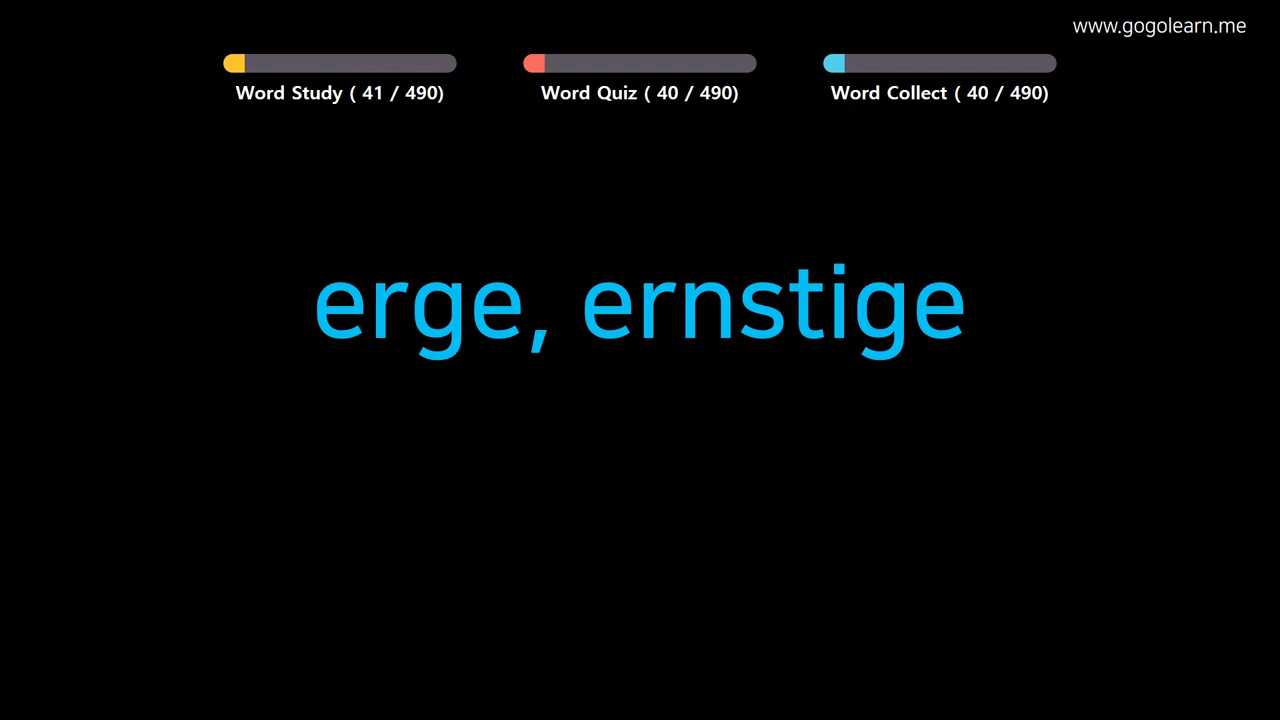 www.gogolearn.me
Word Study ( 41 / 490)
Word Quiz ( 40 / 490)
Word Collect ( 40 / 490)
erge, ernstige